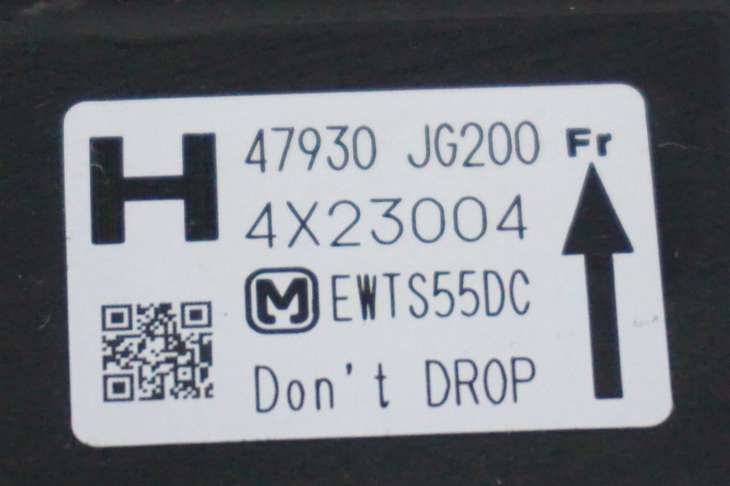 H
47930 JG200 Fr
4X23004
M EWTS55DC
Don't DROP